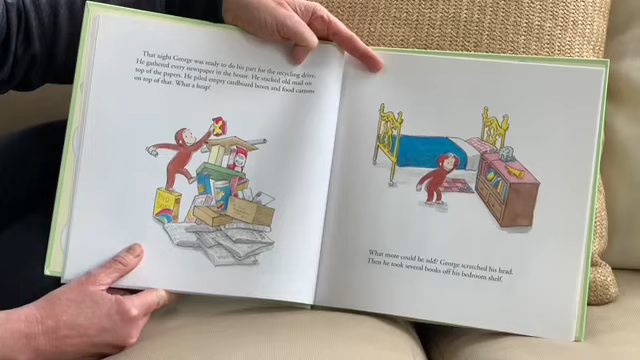 That night George was ready to do his part for the recycling drive.
He gathered every newspaper in the house. He stacked old mail on
top of the papers. He piled empty cardboard boxes and food cartons
on top of that. What a heap!
What more could he add? George scratched his head.
Then he took several books off his bedroom shelf.